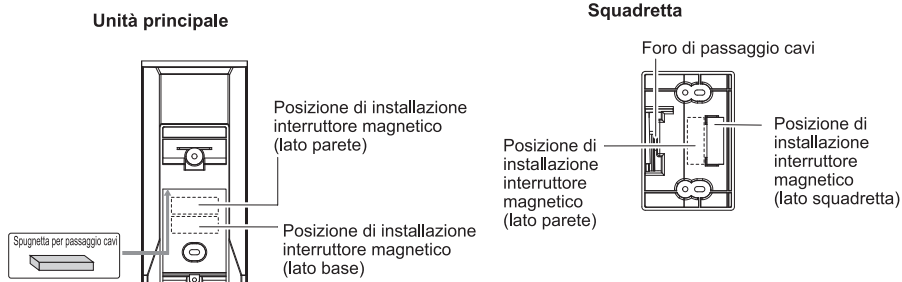 Unità principale
Posizione di installazione
interruttore magnetico
(lato parete)
Posizione di installazione
interruttore magnetico
(lato base)
Spugnetta per passaggio cavi
Squadretta
Foro di passaggio cavi
Posizione di
installazione
interruttore
magnetico
(lato parete)
Posizione di
installazione
interruttore
magnetico
(lato squadretta)